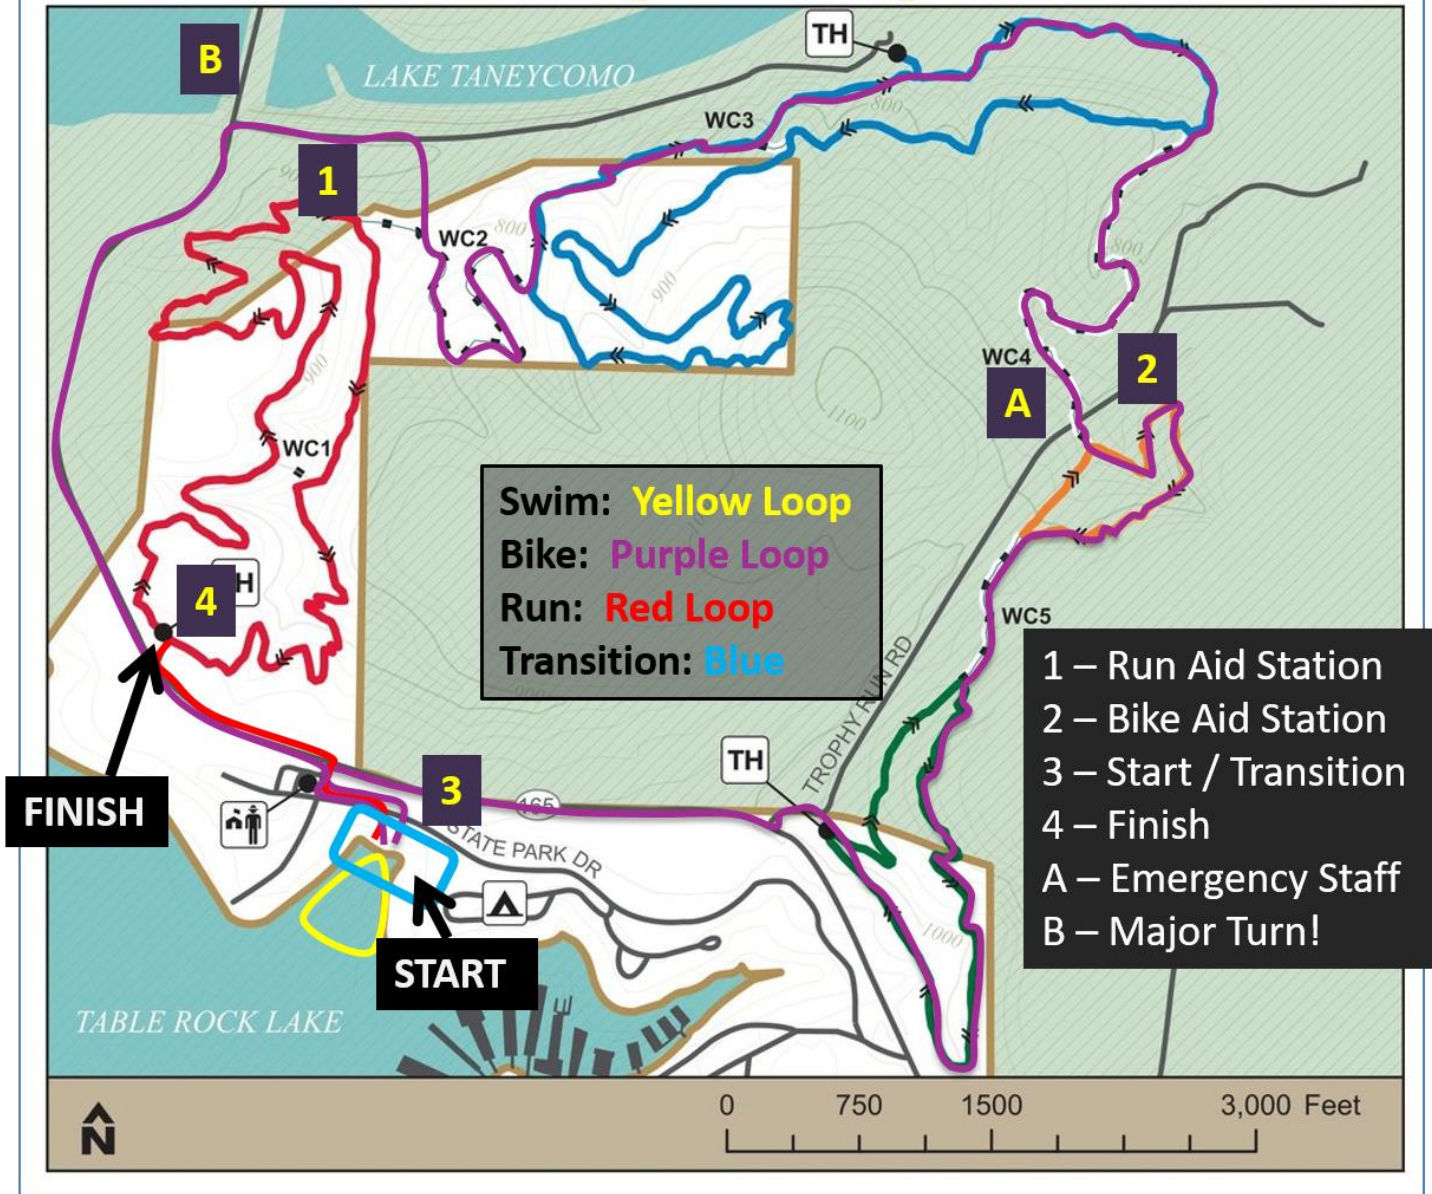 B
TH
LAKE TANEYCOMO
800
WC3
900
1
WC2
800
800
900
WC4
2
A
900
1100
WC1
Swim: Yellow Loop
Bike: Purple Loop
Run: Red Loop
Transition: Blue
4
H
WC5
1 – Run Aid Station
2 – Bike Aid Station
3 – Start / Transition
4 – Finish
A – Emergency Staff
B – Major Turn!
TROPHY RUN RD
TH
3
165
FINISH
STATE PARK DR
1000
START
TABLE ROCK LAKE
N
0 750 1500 3,000 Feet